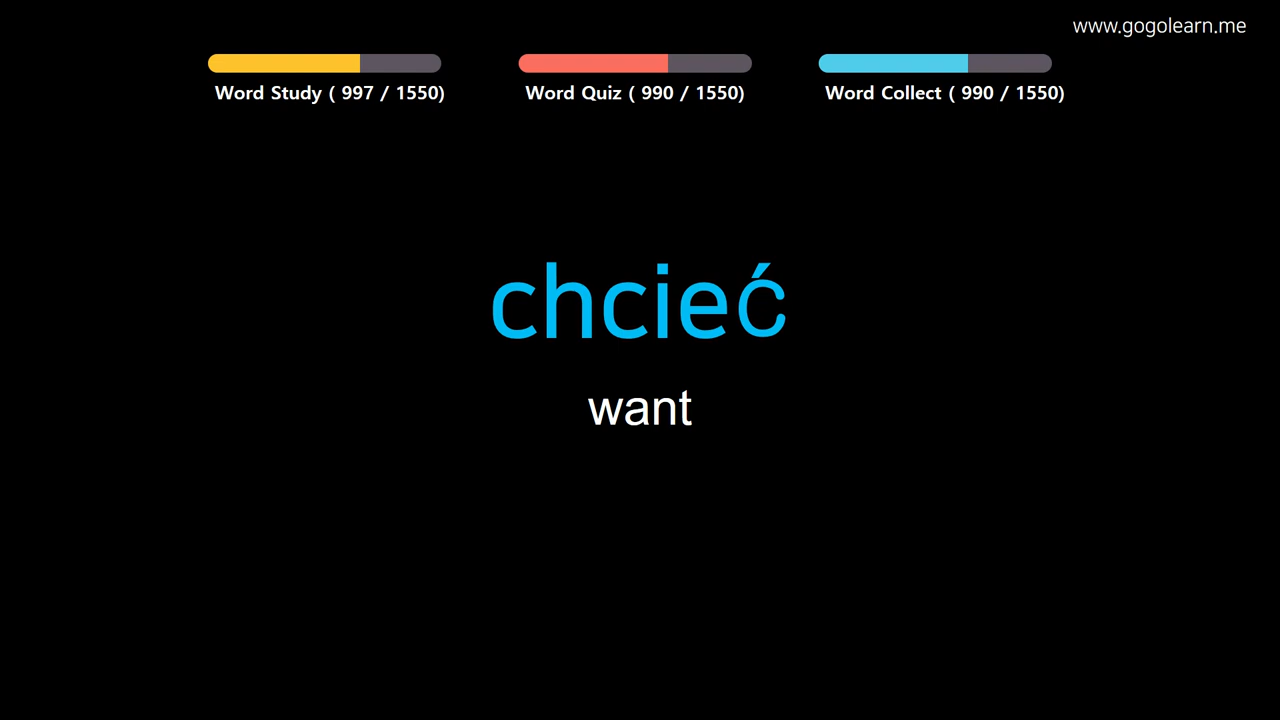 www.gogolearn.me
Word Study ( 997 / 1550)
Word Quiz ( 990 / 1550)
Word Collect ( 990 / 1550)
chcieć
want